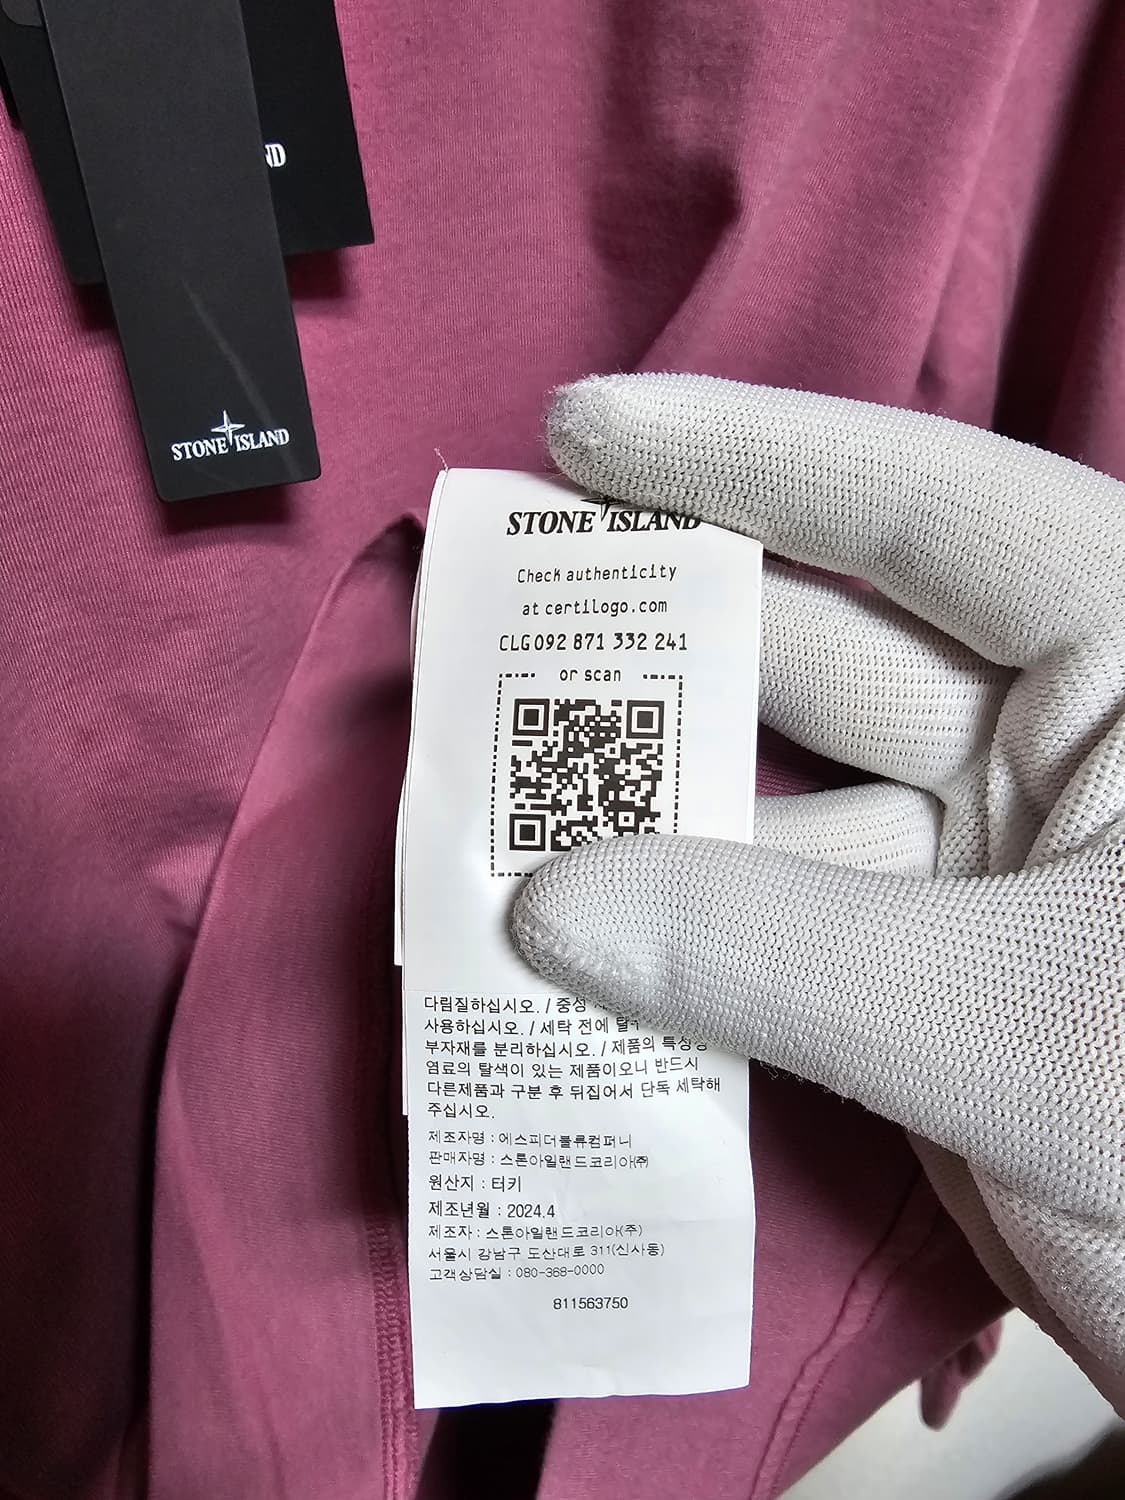 ND
STONE ISLAND
STONE ISLAND
Check authenticity
at certilogo.com
CLG 092 871 332 241
or scan
다림질하십시오. / 중성
사용하십시오. / 세탁 전에
부자재를 분리하십시오. / 제품의 특성상
염료의 탈색이 있는 제품이오니 반드시
다른제품과 구분 후 뒤집어서 단독 세탁해
주십시오.
제조자명 : 에스피더블류컴퍼니
판매자명 : 스톤아일랜드코리아(주)
원산지 : 터키
제조년월 : 2024.4
제조자 : 스톤아일랜드코리아(주)
서울시 강남구 도산대로 311(신사동)
고객상담실 : 080-368-0000
811563750